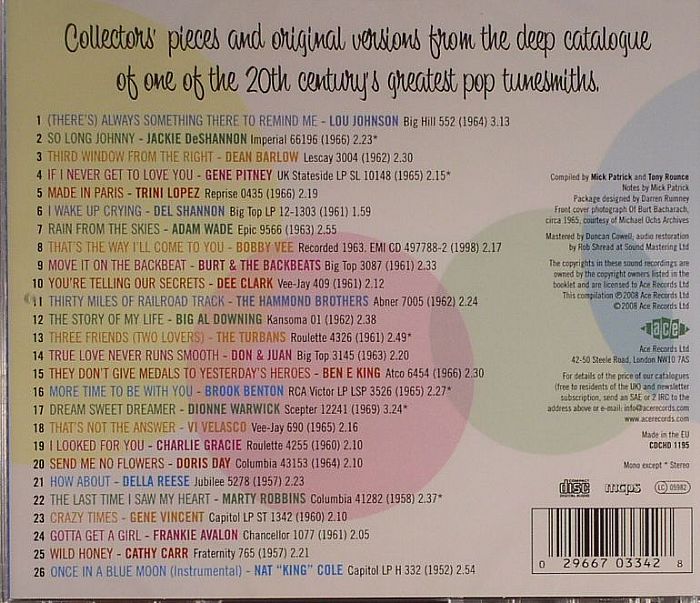 Collectors' pieces and original versions from the deep catalogue
of one of the 20th century's greatest pop tunesmiths.
1 (THERE'S) ALWAYS SOMETHING THERE TO REMIND ME - LOU JOHNSON Big Hill 552 (1964) 3.13
2 SO LONG JOHNNY - JACKIE DeSHANNON Imperial 66196 (1966) 2.23*
3 THIRD WINDOW FROM THE RIGHT - DEAN BARLOW Lescay 3004 (1962) 2.30
4 IF I NEVER GET TO LOVE YOU - GENE PITNEY UK Stateside LP SL 10148 (1965) 2.15*
5 MADE IN PARIS - TRINI LOPEZ Reprise 0435 (1966) 2.19
6 I WAKE UP CRYING - DEL SHANNON Big Top LP 12-1303 (1961) 1.59
7 RAIN FROM THE SKIES - ADAM WADE Epic 9566 (1963) 2.55
8 THAT'S THE WAY I'LL COME TO YOU - BOBBY VEE Recorded 1963. EMI CD 497788-2 (1998) 2.17
9 MOVE IT ON THE BACKBEAT - BURT & THE BACKBEATS Big Top 3087 (1961) 2.33
10 YOU'RE TELLING OUR SECRETS - DEE CLARK Vee-Jay 409 (1961) 2.12
11 THIRTY MILES OF RAILROAD TRACK - THE HAMMOND BROTHERS Abner 7005 (1962) 2.24
12 THE STORY OF MY LIFE - BIG AL DOWNING Kansoma 01 (1962) 2.38
13 THREE FRIENDS (TWO LOVERS) - THE TURBANS Roulette 4326 (1961) 2.49*
14 TRUE LOVE NEVER RUNS SMOOTH - DON & JUAN Big Top 3145 (1963) 2.20
15 THEY DON'T GIVE MEDALS TO YESTERDAY'S HEROES - BEN E KING Atco 6454 (1966) 2.30
16 MORE TIME TO BE WITH YOU - BROOK BENTON RCA Victor LP LSP 3526 (1965) 2.27*
17 DREAM SWEET DREAMER - DIONNE WARWICK Scepter 12241 (1969) 3.24*
18 THAT'S NOT THE ANSWER - VI VELASCO Vee-Jay 690 (1965) 2.16
19 I LOOKED FOR YOU - CHARLIE GRACIE Roulette 4255 (1960) 2.10
20 SEND ME NO FLOWERS - DORIS DAY Columbia 43153 (1964) 2.10
21 HOW ABOUT - DELLA REESE Jubilee 5278 (1957) 2.23
22 THE LAST TIME I SAW MY HEART - MARTY ROBBINS Columbia 41282 (1958) 2.37*
23 CRAZY TIMES - GENE VINCENT Capitol LP ST 1342 (1960) 2.10
24 GOTTA GET A GIRL - FRANKIE AVALON Chancellor 1077 (1961) 2.05
25 WILD HONEY - CATHY CARR Fraternity 765 (1957) 2.21
26 ONCE IN A BLUE MOON (Instrumental) - NAT "KING" COLE Capitol LP H 332 (1952) 2.54
Compiled by Mick Patrick and Tony Rounce
Notes by Mick Patrick
Package designed by Darren Rumney
Front cover photograph Of Burt Bacharach,
circa 1965, courtesy of Michael Ochs Archives
Mastered by Duncan Cowell; audio restoration
by Rob Shread at Sound Mastering Ltd
The copyrights in these sound recordings are
owned by the copyright owners listed in the
booklet and are licensed to Ace Records Ltd
This compilation ℗ 2008 Ace Records Ltd
© 2008 Ace Records Ltd
ace
Ace Records Ltd
42-50 Steele Road, London NW10 7AS
For details of the price of our catalogues
(free to residents of the UK) and newsletter
subscription, send an SAE or 2 IRC to the
address above or e-mail: info@acerecords.com
www.acerecords.com
Made in the EU
CDCHD 1195
Mono except * Stereo
COMPACT
disc
DIGITAL AUDIO
mcps
LC 05982
0 29667 03342 8